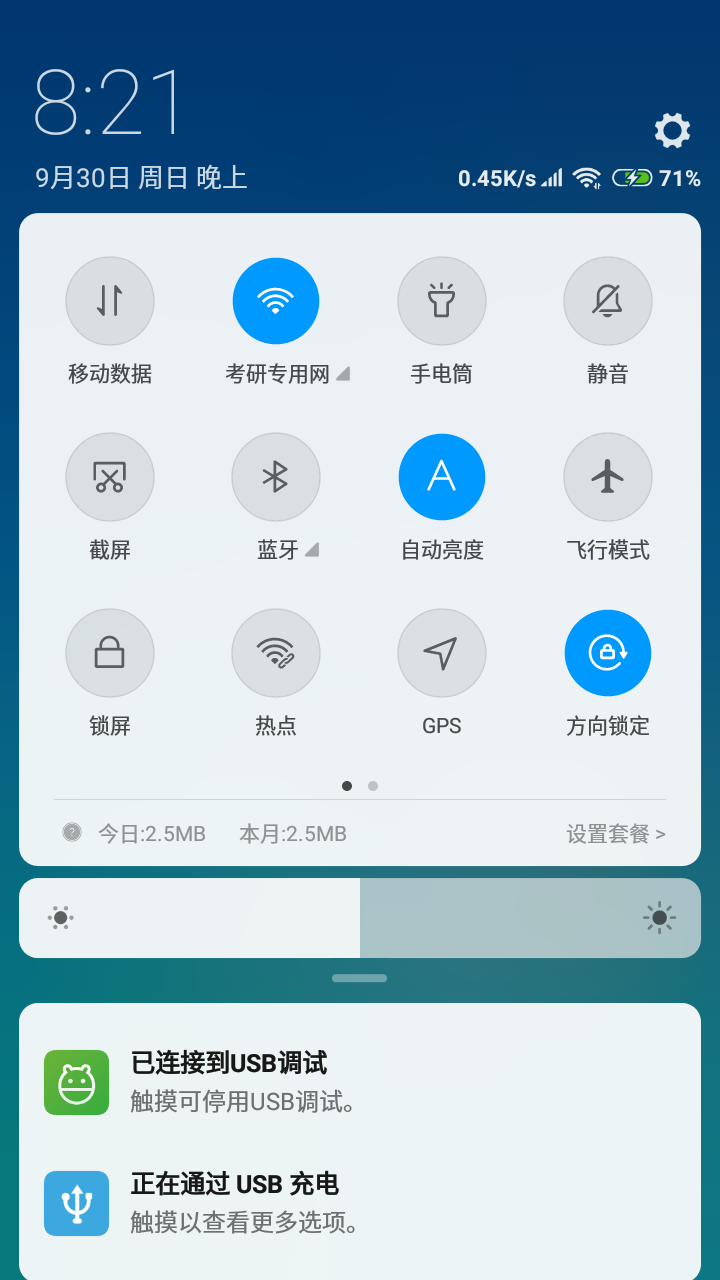 8:21
9月30日 周日 晚上
0.45K/s 71%
移动数据 考研专用网 手电筒 静音
截屏 蓝牙 自动亮度 飞行模式
锁屏 热点 GPS 方向锁定
今日:2.5MB 本月:2.5MB 设置套餐 >
已连接到USB调试
触摸可停用USB调试。
正在通过 USB 充电
触摸以查看更多选项。